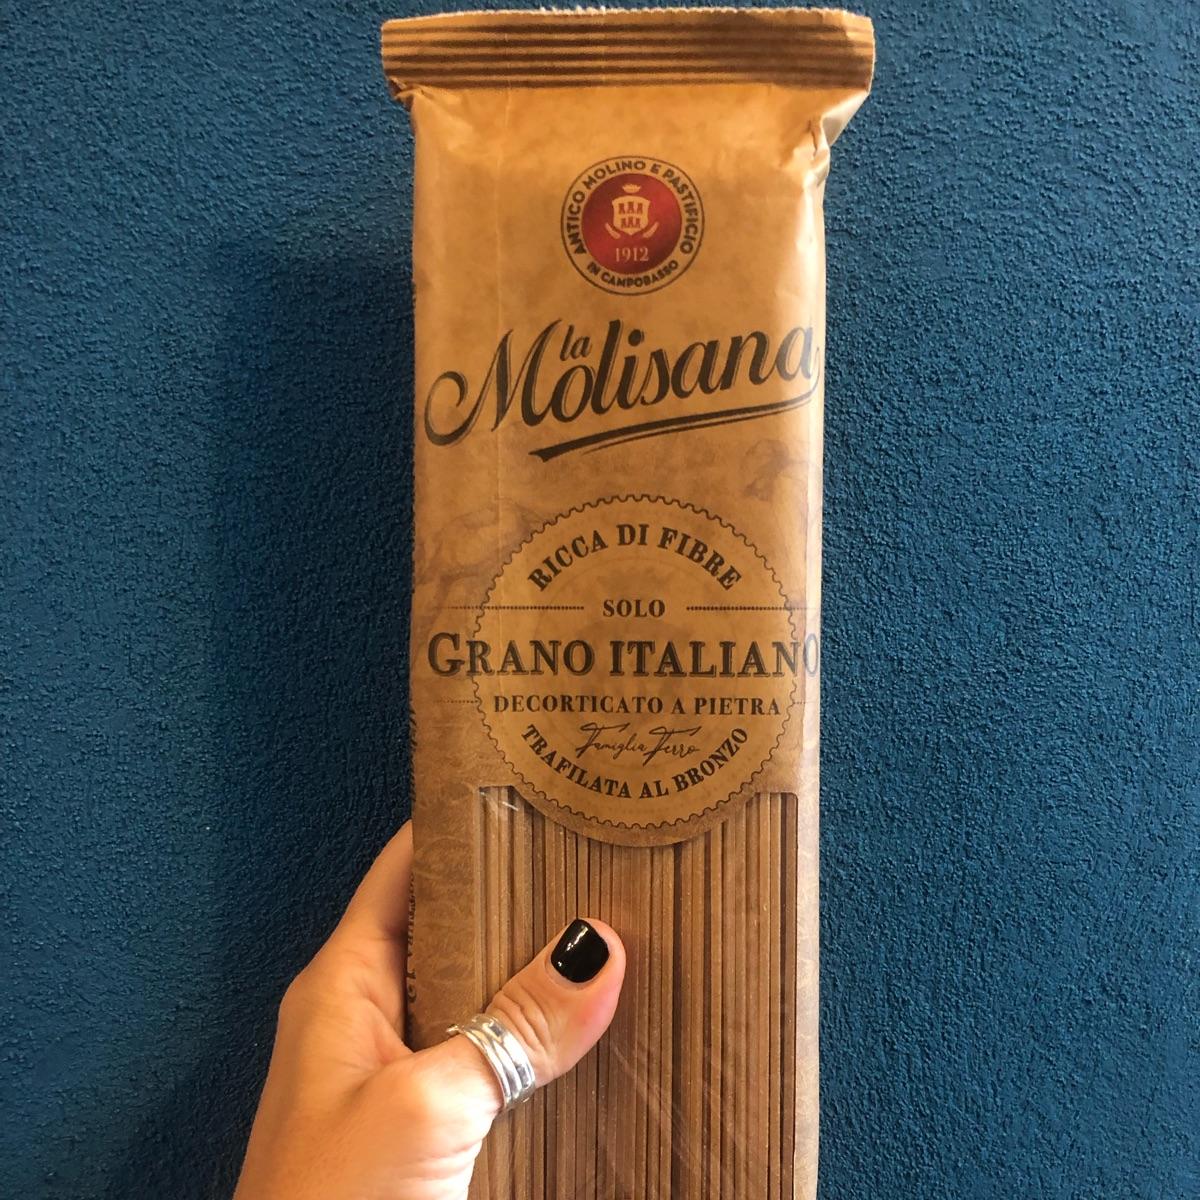 ANTICO MOLINO E PASTIFICIO
1912
IN CAMPOBASSO
la
Molisana
RICCA DI FIBRE
SOLO
GRANO ITALIANO
DECORTICATO A PIETRA
Famiglia Ferro
TRAFILATA AL BRONZO